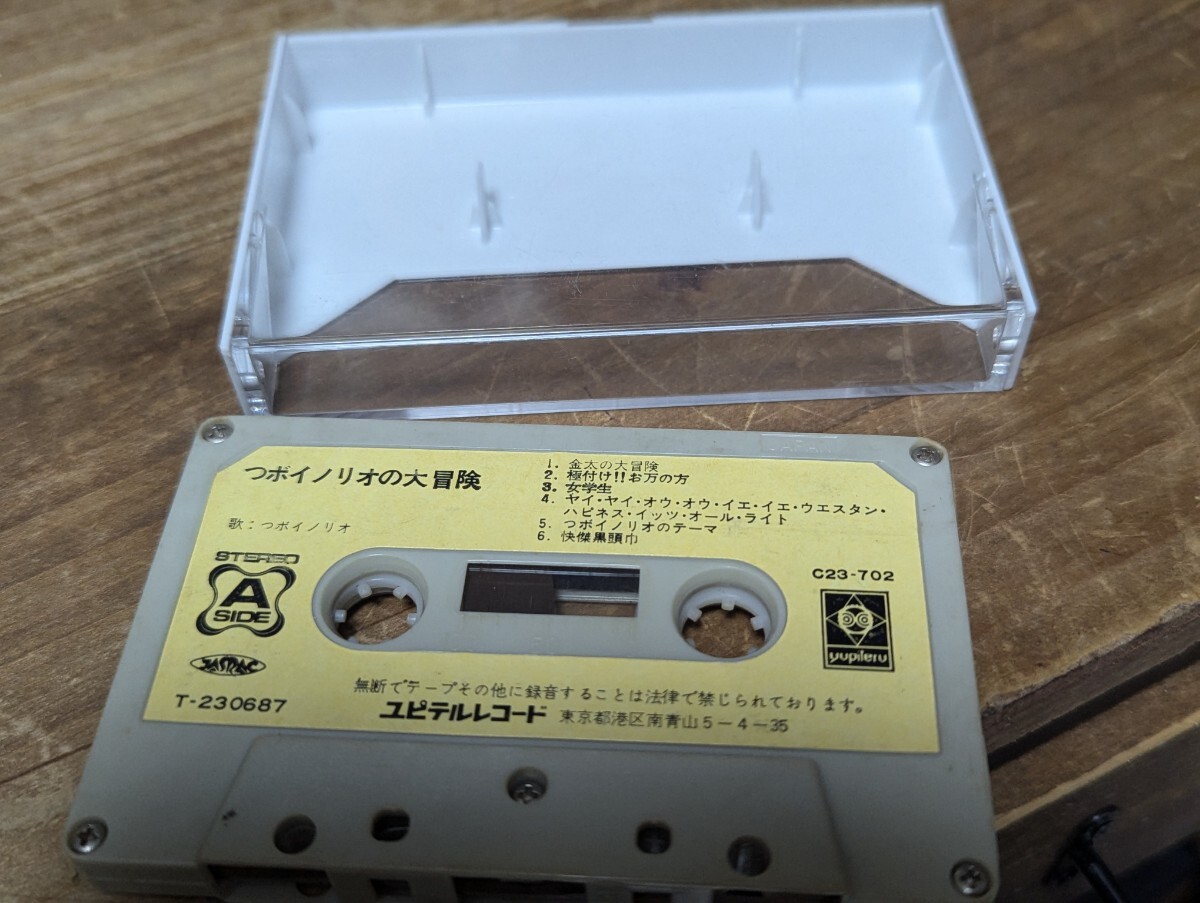 つボイノリオの大冒険
歌：つボイノリオ
1. 金太の大冒険
2. 極付け!!お万の方
3. 女学生
4. ヤイ・ヤイ・オウ・オウ・イエ・イエ・ウエスタン・
ハピネス・イッツ・オール・ライト
5. つボイノリオのテーマ
6. 快傑黒頭巾
STEREO
A
SIDE
JASRAC
T-230687
C23-702
yupiteru
無断でテープその他に録音することは法律で禁じられております。
ユピテルレコード 東京都港区南青山5-4-35